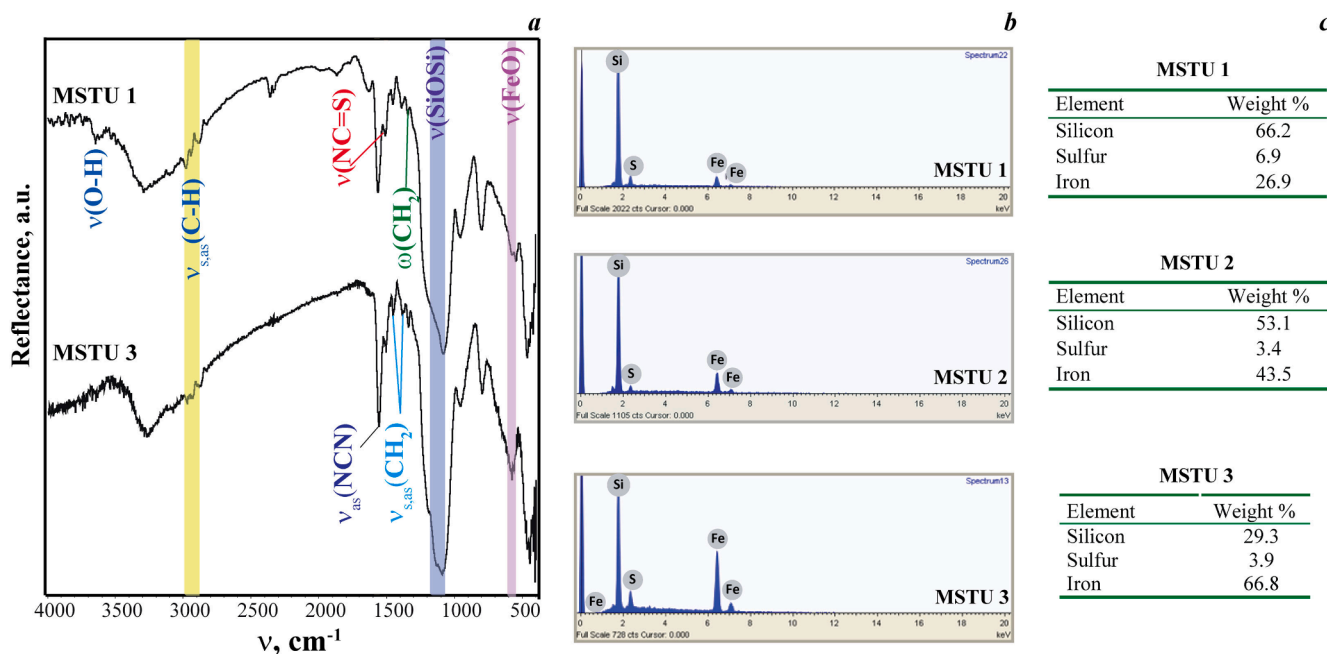 a
MSTU 1
ν(O-H)
ν s,as (C-H)
ν(NC=S)
ω(CH2)
ν(SiOSi)
ν(FeO)
MSTU 3
ν as (NCN)
ν s,as (CH2)
Reflectance, a.u.
4000 3500 3000 2500 2000 1500 1000 500
ν, cm-1
b
Spectrum22
Si
S
Fe
Fe
MSTU 1
0 2 4 6 8 10 12 14 16 18 20
Full Scale 2022 cts Cursor: 0.000 keV
Spectrum26
Si
S
Fe
Fe
MSTU 2
0 2 4 6 8 10 12 14 16 18 20
Full Scale 1105 cts Cursor: 0.000 keV
Spectrum13
Si
Fe
S
Fe
Fe
MSTU 3
0 2 4 6 8 10 12 14 16 18 20
Full Scale 728 cts Cursor: 0.000 keV
c
MSTU 1
Element Weight %
Silicon 66.2
Sulfur 6.9
Iron 26.9
MSTU 2
Element Weight %
Silicon 53.1
Sulfur 3.4
Iron 43.5
MSTU 3
Element Weight %
Silicon 29.3
Sulfur 3.9
Iron 66.8